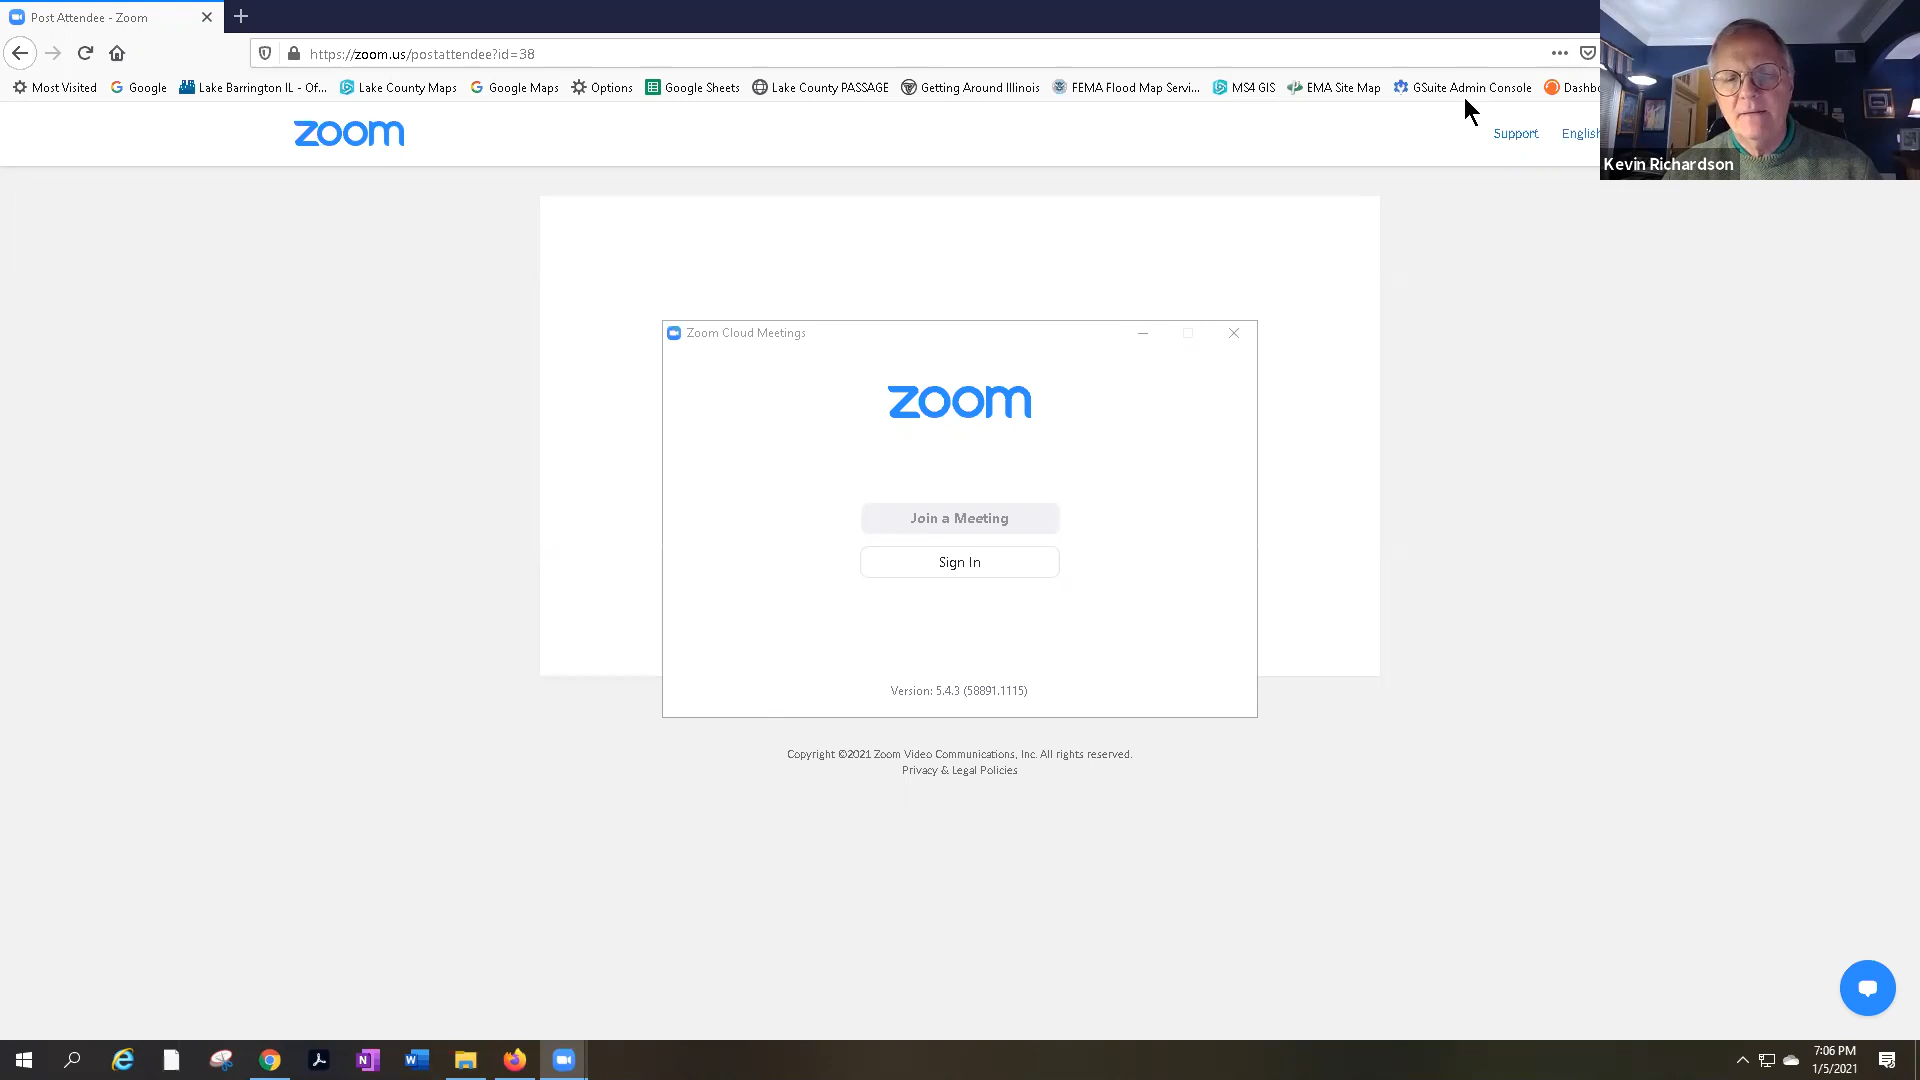 Post Attendee - Zoom
https://zoom.us/postattendee?id=38
Most Visited
Google
Lake Barrington IL - Of...
Lake County Maps
Google Maps
Options
Google Sheets
Lake County PASSAGE
Getting Around Illinois
FEMA Flood Map Servi...
MS4 GIS
EMA Site Map
GSuite Admin Console
Dashbo
zoom
Support
English
Kevin Richardson
Zoom Cloud Meetings
zoom
Join a Meeting
Sign In
Version: 5.4.3 (58891.1115)
Copyright ©2021 Zoom Video Communications, Inc. All rights reserved.
Privacy & Legal Policies
7:06 PM
1/5/2021